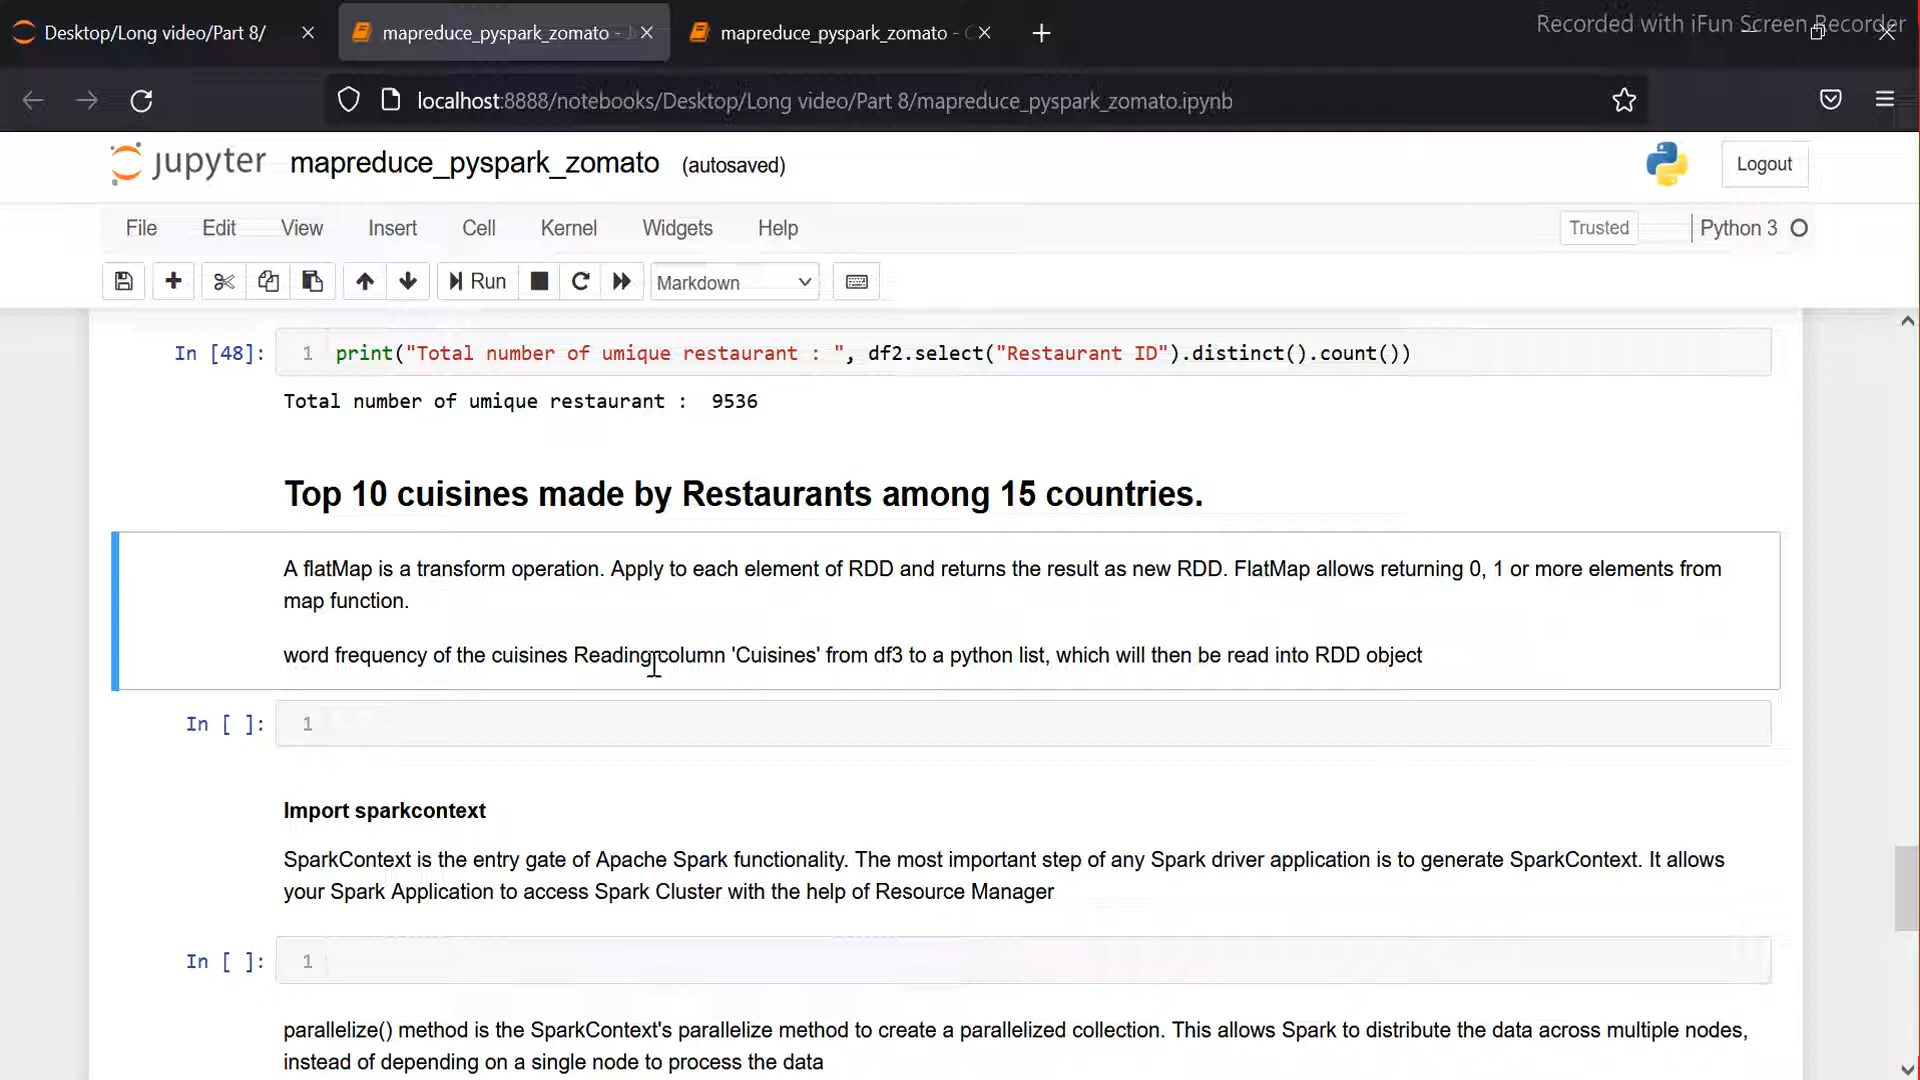 Recorded with iFun Screen Recorder
Desktop/Long video/Part 8/
mapreduce_pyspark_zomato -
mapreduce_pyspark_zomato -
localhost:8888/notebooks/Desktop/Long video/Part 8/mapreduce_pyspark_zomato.ipynb
jupyter mapreduce_pyspark_zomato (autosaved)
Logout
File Edit View Insert Cell Kernel Widgets Help
Trusted
Python 3
Run
Markdown
In [48]: 1 print("Total number of umique restaurant : ", df2.select("Restaurant ID").distinct().count())
Total number of umique restaurant :  9536
Top 10 cuisines made by Restaurants among 15 countries.
A flatMap is a transform operation. Apply to each element of RDD and returns the result as new RDD. FlatMap allows returning 0, 1 or more elements from
map function.
word frequency of the cuisines Reading column 'Cuisines' from df3 to a python list, which will then be read into RDD object
In [ ]: 1
Import sparkcontext
SparkContext is the entry gate of Apache Spark functionality. The most important step of any Spark driver application is to generate SparkContext. It allows
your Spark Application to access Spark Cluster with the help of Resource Manager
In [ ]: 1
parallelize() method is the SparkContext's parallelize method to create a parallelized collection. This allows Spark to distribute the data across multiple nodes,
instead of depending on a single node to process the data